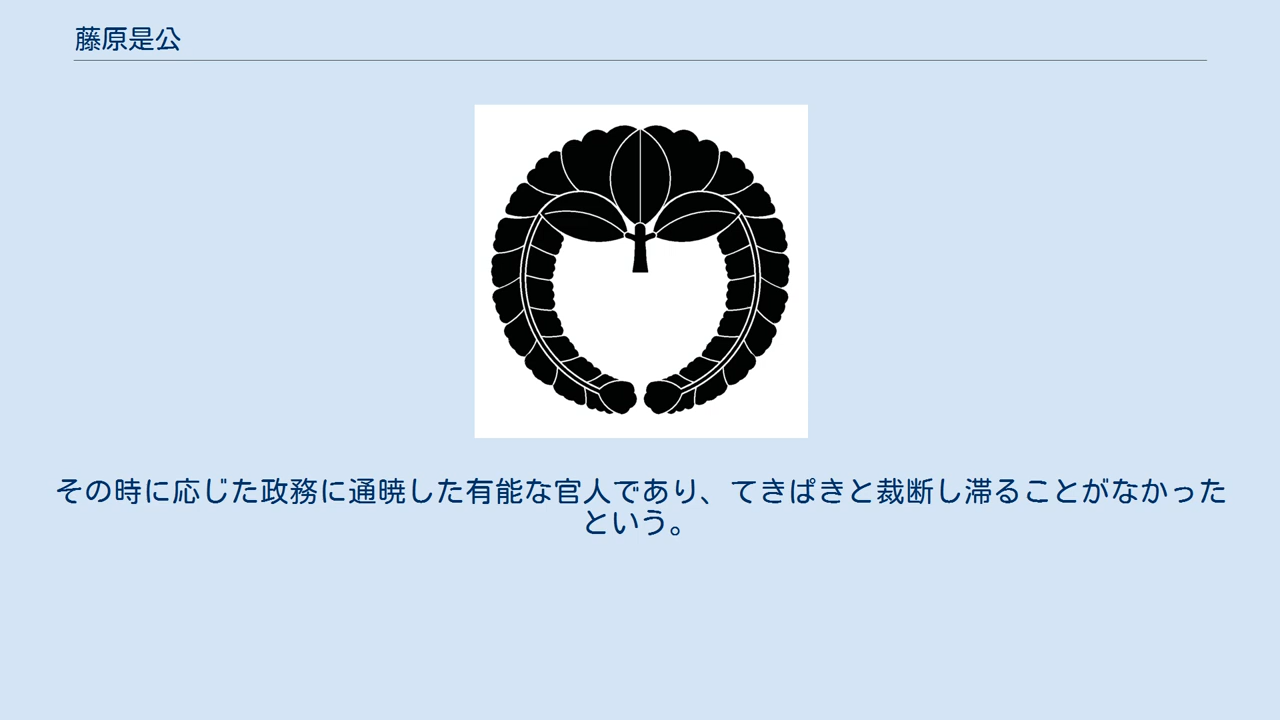 藤原是公
その時に応じた政務に通暁した有能な官人であり、てきぱきと裁断し滞ることがなかった
という。